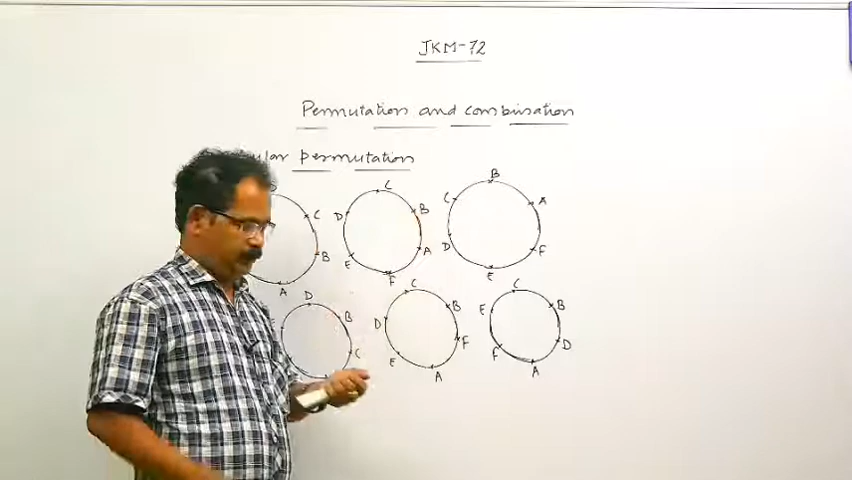 JKM-72
Permutation and combination
permutation
C B A
C B A F E D
B A F E D C
D B C
C B F A E D
C B D A F E